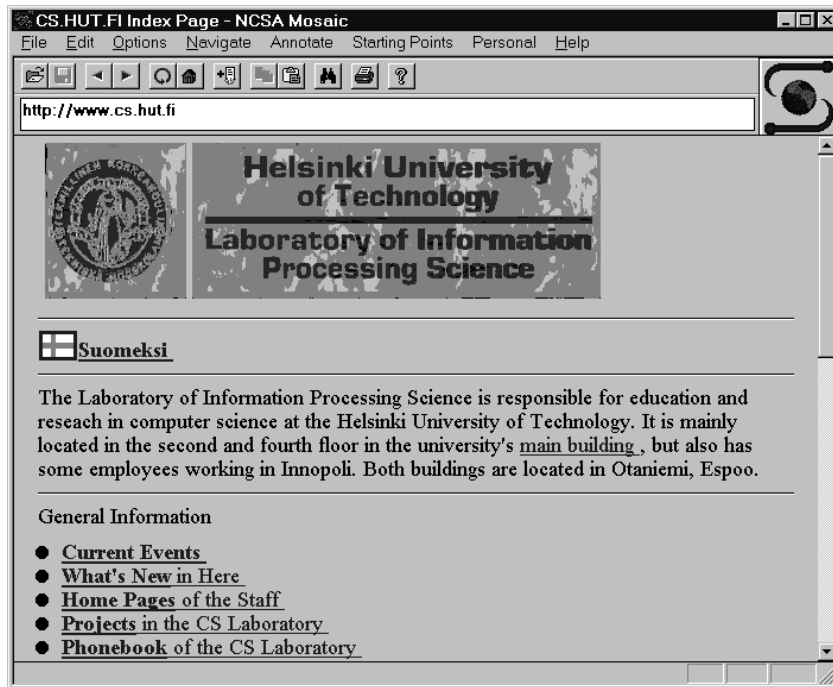 CS.HUT.FI Index Page - NCSA Mosaic
File Edit Options Navigate Annotate Starting Points Personal Help
http://www.cs.hut.fi
Helsinki University
of Technology
Laboratory of Information
Processing Science
Suomeksi
The Laboratory of Information Processing Science is responsible for education and
reseach in computer science at the Helsinki University of Technology. It is mainly
located in the second and fourth floor in the university's main building , but also has
some employees working in Innopoli. Both buildings are located in Otaniemi, Espoo.
General Information
Current Events
What's New in Here
Home Pages of the Staff
Projects in the CS Laboratory
Phonebook of the CS Laboratory